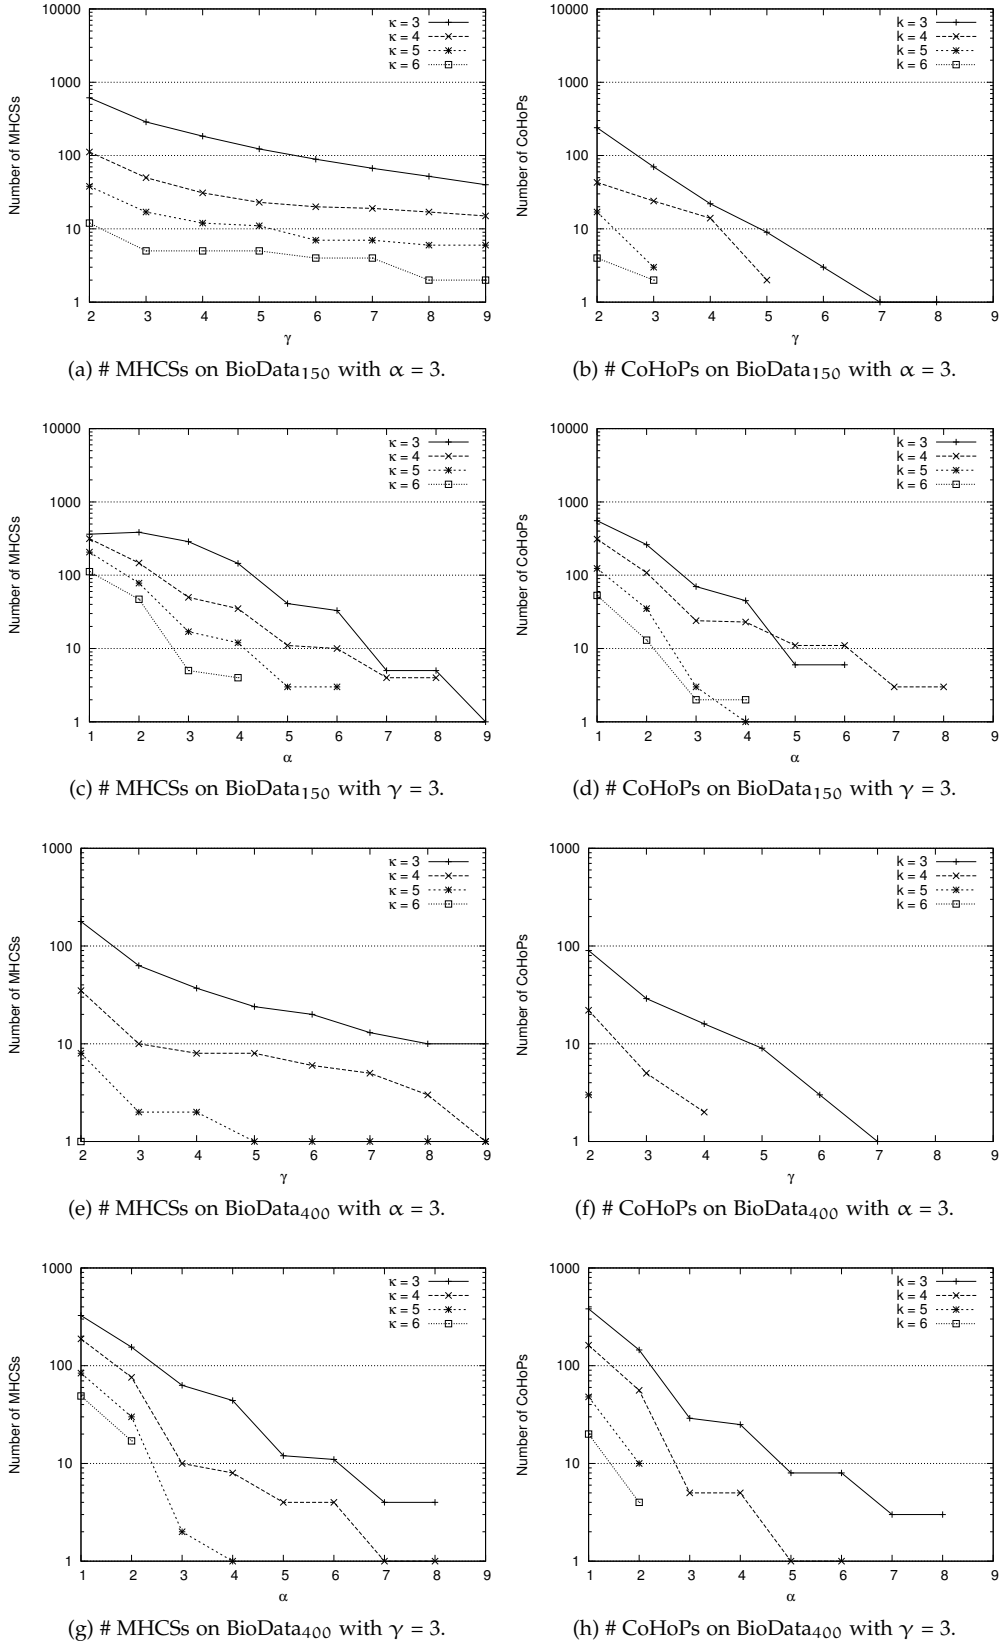 10000
1000
100
10
1
Number of MHCSs
κ = 3
κ = 4
κ = 5
κ = 6
2 3 4 5 6 7 8 9
γ
(a) # MHCSs on BioData₁₅₀ with α = 3.
10000
1000
100
10
1
Number of CoHoPs
k = 3
k = 4
k = 5
k = 6
2 3 4 5 6 7 8 9
γ
(b) # CoHoPs on BioData₁₅₀ with α = 3.
10000
1000
100
10
1
Number of MHCSs
κ = 3
κ = 4
κ = 5
κ = 6
1 2 3 4 5 6 7 8 9
α
(c) # MHCSs on BioData₁₅₀ with γ = 3.
10000
1000
100
10
1
Number of CoHoPs
k = 3
k = 4
k = 5
k = 6
1 2 3 4 5 6 7 8 9
α
(d) # CoHoPs on BioData₁₅₀ with γ = 3.
1000
100
10
1
Number of MHCSs
κ = 3
κ = 4
κ = 5
κ = 6
2 3 4 5 6 7 8 9
γ
(e) # MHCSs on BioData₄₀₀ with α = 3.
1000
100
10
1
Number of CoHoPs
k = 3
k = 4
k = 5
k = 6
2 3 4 5 6 7 8 9
γ
(f) # CoHoPs on BioData₄₀₀ with α = 3.
1000
100
10
1
Number of MHCSs
κ = 3
κ = 4
κ = 5
κ = 6
1 2 3 4 5 6 7 8 9
α
(g) # MHCSs on BioData₄₀₀ with γ = 3.
1000
100
10
1
Number of CoHoPs
k = 3
k = 4
k = 5
k = 6
1 2 3 4 5 6 7 8 9
α
(h) # CoHoPs on BioData₄₀₀ with γ = 3.